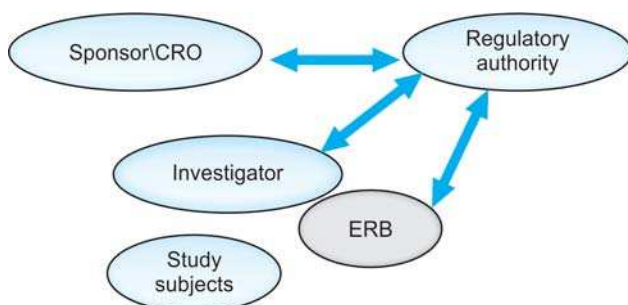 Sponsor\CRO
Regulatory
authority
Investigator
ERB
Study
subjects